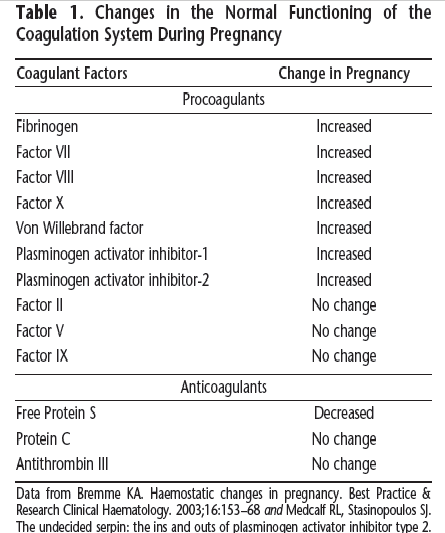 Table 1. Changes in the Normal Functioning of the
Coagulation System During Pregnancy
Coagulant Factors Change in Pregnancy
Procoagulants
Fibrinogen Increased
Factor VII Increased
Factor VIII Increased
Factor X Increased
Von Willebrand factor Increased
Plasminogen activator inhibitor-1 Increased
Plasminogen activator inhibitor-2 Increased
Factor II No change
Factor V No change
Factor IX No change
Anticoagulants
Free Protein S Decreased
Protein C No change
Antithrombin III No change
Data from Bremme KA. Haemostatic changes in pregnancy. Best Practice &
Research Clinical Haematology. 2003;16:153–68 and Medcalf RL, Stasinopoulos SJ.
The undecided serpin: the ins and outs of plasminogen activator inhibitor type 2.